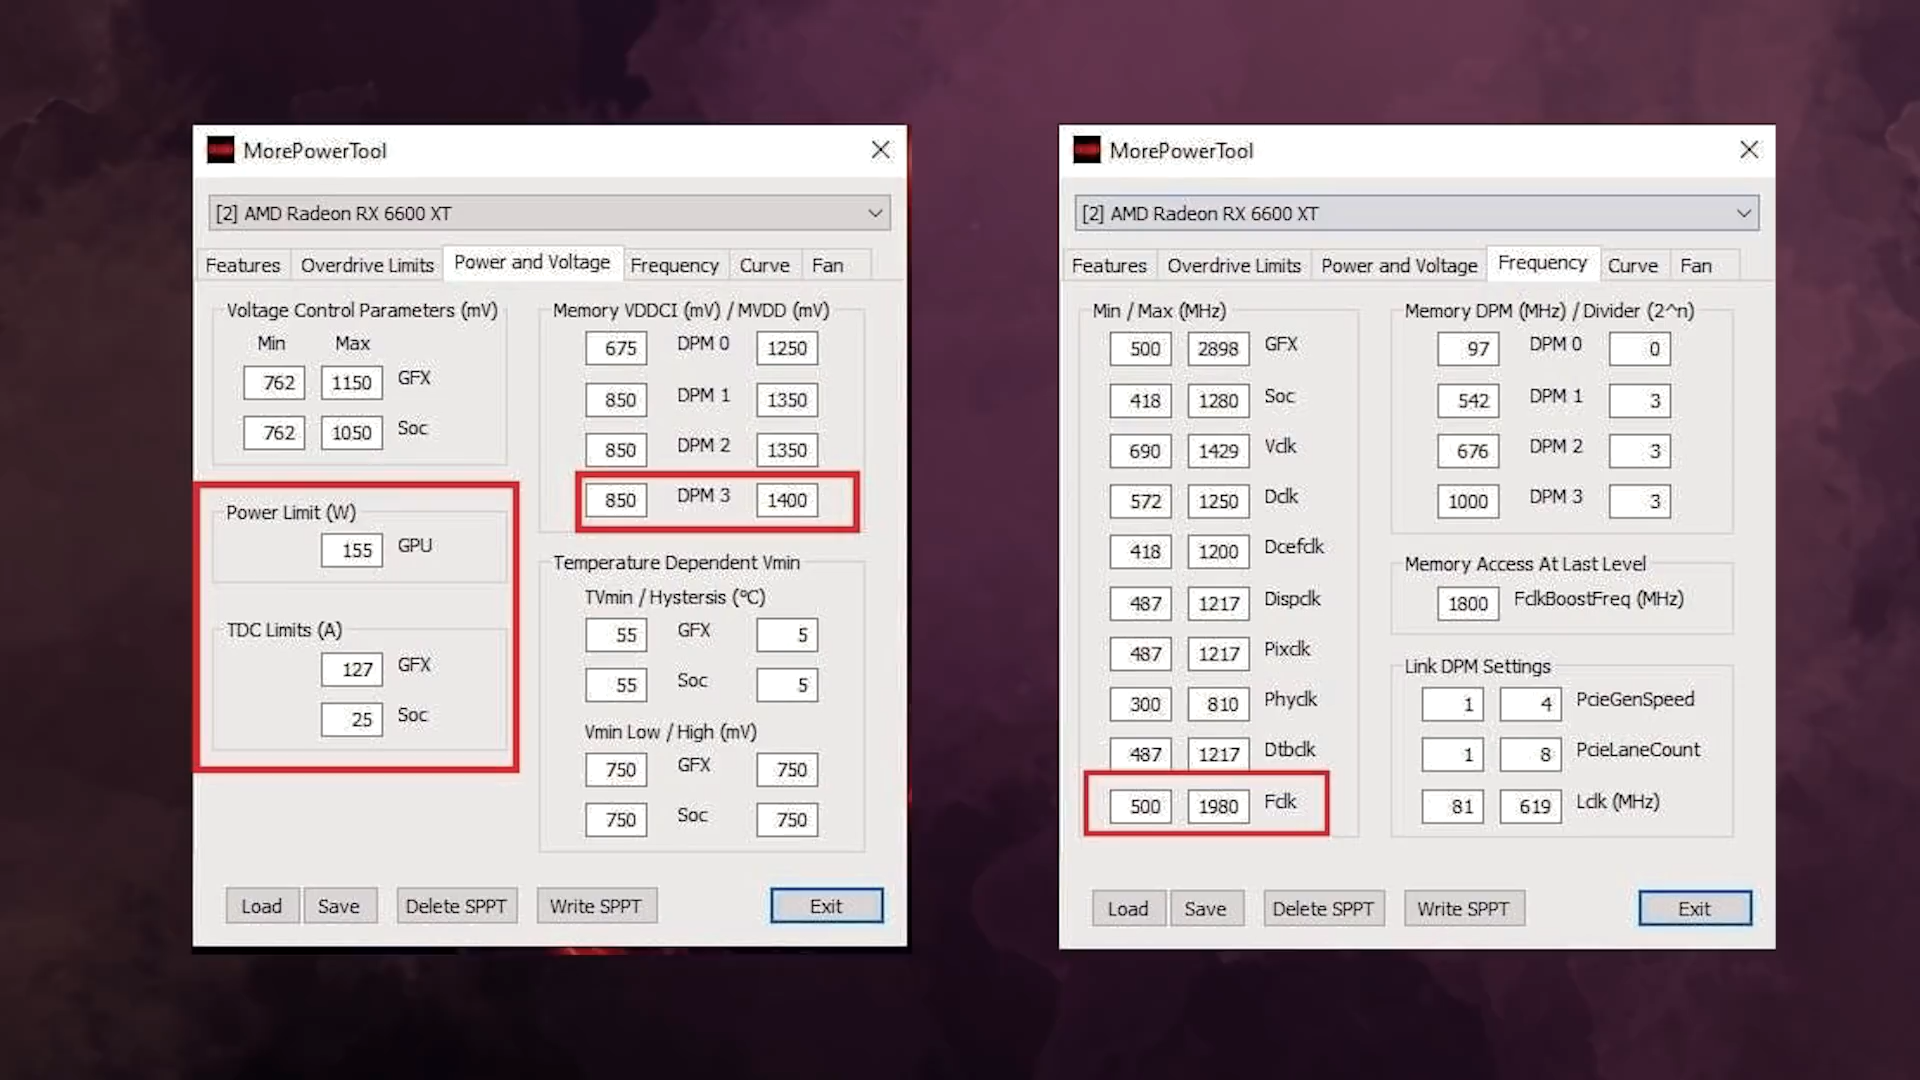 MorePowerTool
[2] AMD Radeon RX 6600 XT
Features Overdrive Limits Power and Voltage Frequency Curve Fan
Voltage Control Parameters (mV)
Min Max
762 1150 GFX
762 1050 Soc
Power Limit (W)
155 GPU
TDC Limits (A)
127 GFX
25 Soc
Memory VDDCI (mV) / MVDD (mV)
675 DPM 0 1250
850 DPM 1 1350
850 DPM 2 1350
850 DPM 3 1400
Temperature Dependent Vmin
TVmin / Hystersis (°C)
55 GFX 5
55 Soc 5
Vmin Low / High (mV)
750 GFX 750
750 Soc 750
Load Save Delete SPPT Write SPPT Exit
MorePowerTool
[2] AMD Radeon RX 6600 XT
Features Overdrive Limits Power and Voltage Frequency Curve Fan
Min / Max (MHz)
500 2898 GFX
418 1280 Soc
690 1429 Vclk
572 1250 Dclk
418 1200 Dcefclk
487 1217 Dispclk
487 1217 Pixclk
300 810 Phyclk
487 1217 Dtbclk
500 1980 Fclk
Memory DPM (MHz) / Divider (2^n)
97 DPM 0 0
542 DPM 1 3
676 DPM 2 3
1000 DPM 3 3
Memory Access At Last Level
1800 FclkBoostFreq (MHz)
Link DPM Settings
1 4 PcieGenSpeed
1 8 PcieLaneCount
81 619 Lclk (MHz)
Load Save Delete SPPT Write SPPT Exit